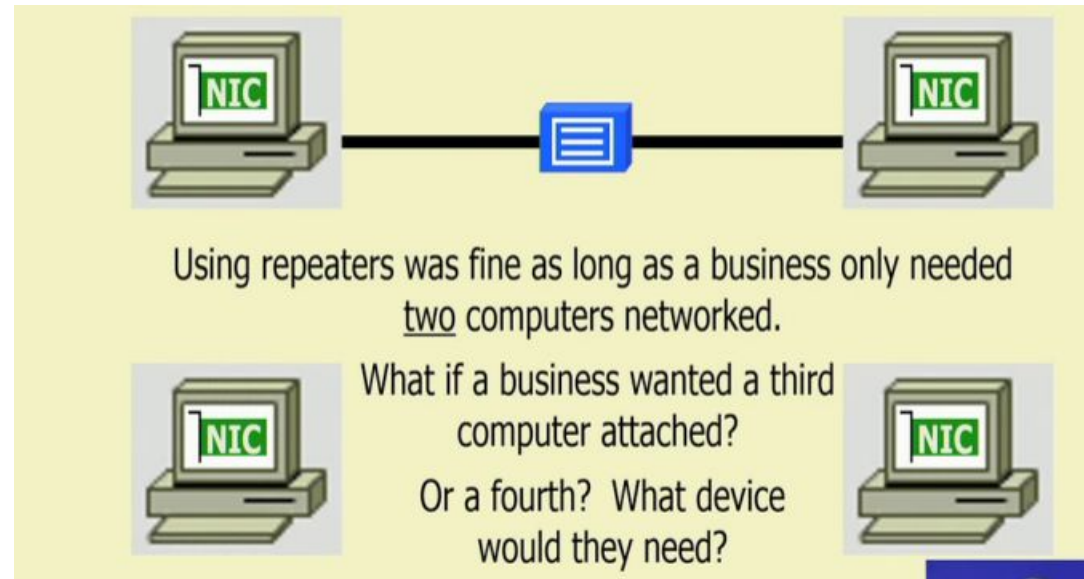 NIC
NIC
Using repeaters was fine as long as a business only needed
two computers networked.
What if a business wanted a third
computer attached?
NIC
NIC
Or a fourth? What device
would they need?